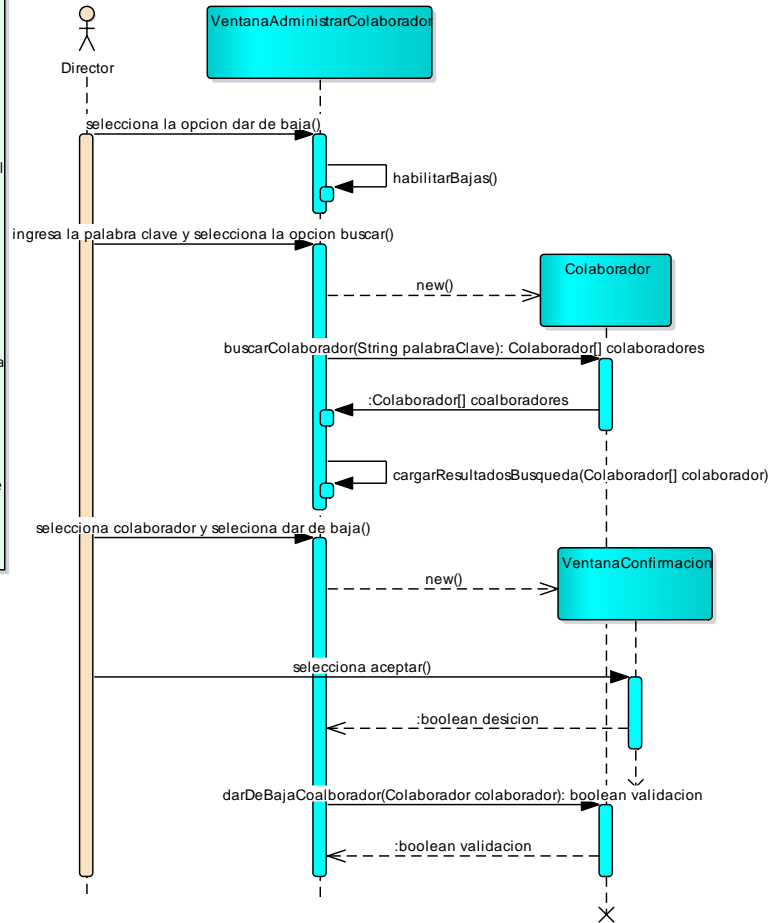 VentanaAdministrarColaborador
Director
selecciona la opcion dar de baja()
habilitarBajas()
ingresa la palabra clave y selecciona la opcion buscar()
Colaborador
new()
buscarColaborador(String palabraClave): Colaborador[] colaboradores
:Colaborador[] coalboradores
cargarResultadosBusqueda(Colaborador[] colaborador)
selecciona colaborador y seleciona dar de baja()
VentanaConfirmacion
new()
selecciona aceptar()
:boolean desicion
darDeBajaCoalborador(Colaborador colaborador): boolean validacion
:boolean validacion